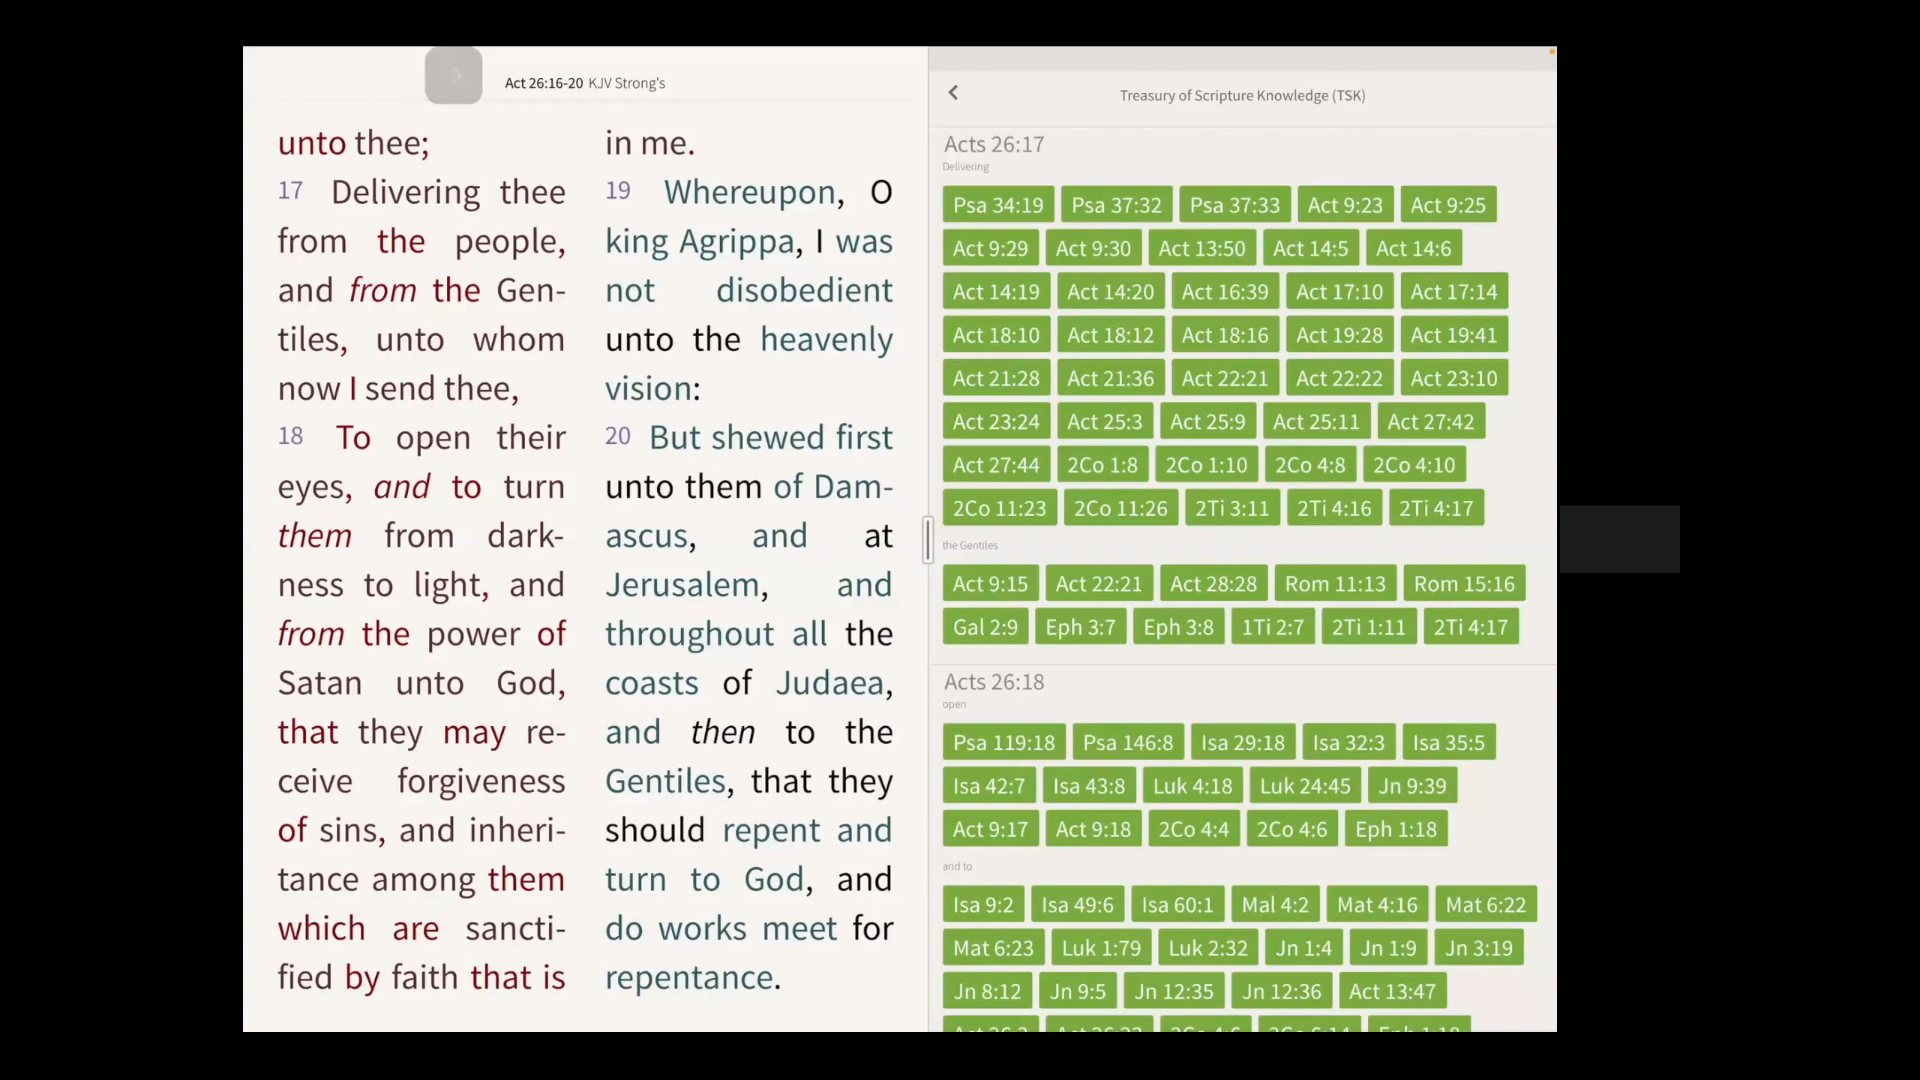 Act 26:16-20 KJV Strong's
unto thee;
17 Delivering thee
from the people,
and from the Gen-
tiles, unto whom
now I send thee,
18 To open their
eyes, and to turn
them from dark-
ness to light, and
from the power of
Satan unto God,
that they may re-
ceive forgiveness
of sins, and inheri-
tance among them
which are sancti-
fied by faith that is
in me.
19 Whereupon, O
king Agrippa, I was
not disobedient
unto the heavenly
vision:
20 But shewed first
unto them of Dam-
ascus, and at
Jerusalem, and
throughout all the
coasts of Judaea,
and then to the
Gentiles, that they
should repent and
turn to God, and
do works meet for
repentance.
Treasury of Scripture Knowledge (TSK)
Acts 26:17
Delivering
Psa 34:19 Psa 37:32 Psa 37:33 Act 9:23 Act 9:25
Act 9:29 Act 9:30 Act 13:50 Act 14:5 Act 14:6
Act 14:19 Act 14:20 Act 16:39 Act 17:10 Act 17:14
Act 18:10 Act 18:12 Act 18:16 Act 19:28 Act 19:41
Act 21:28 Act 21:36 Act 22:21 Act 22:22 Act 23:10
Act 23:24 Act 25:3 Act 25:9 Act 25:11 Act 27:42
Act 27:44 2Co 1:8 2Co 1:10 2Co 4:8 2Co 4:10
2Co 11:23 2Co 11:26 2Ti 3:11 2Ti 4:16 2Ti 4:17
the Gentiles
Act 9:15 Act 22:21 Act 28:28 Rom 11:13 Rom 15:16
Gal 2:9 Eph 3:7 Eph 3:8 1Ti 2:7 2Ti 1:11 2Ti 4:17
Acts 26:18
open
Psa 119:18 Psa 146:8 Isa 29:18 Isa 32:3 Isa 35:5
Isa 42:7 Isa 43:8 Luk 4:18 Luk 24:45 Jn 9:39
Act 9:17 Act 9:18 2Co 4:4 2Co 4:6 Eph 1:18
and to
Isa 9:2 Isa 49:6 Isa 60:1 Mal 4:2 Mat 4:16 Mat 6:22
Mat 6:23 Luk 1:79 Luk 2:32 Jn 1:4 Jn 1:9 Jn 3:19
Jn 8:12 Jn 9:5 Jn 12:35 Jn 12:36 Act 13:47